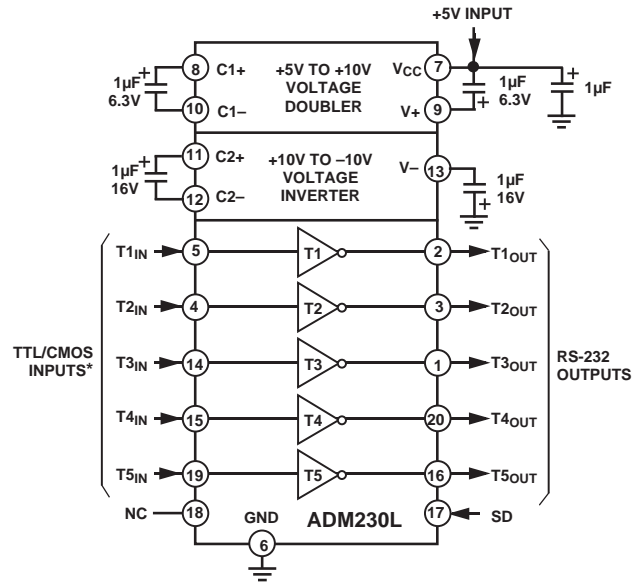 +5V INPUT
1µF
6.3V
+
8
C1+
10
C1–
+5V TO +10V
VOLTAGE
DOUBLER
VCC
7
V+
9
1µF
6.3V
+
+
1µF
1µF
16V
+
11
C2+
12
C2–
+10V TO –10V
VOLTAGE
INVERTER
V–
13
1µF
16V
+
TTL/CMOS
INPUTS*
T1IN
5
T1
2
T1OUT
T2IN
4
T2
3
T2OUT
T3IN
14
T3
1
T3OUT
T4IN
15
T4
20
T4OUT
T5IN
19
T5
16
T5OUT
RS-232
OUTPUTS
NC
18
GND
6
ADM230L
17
SD